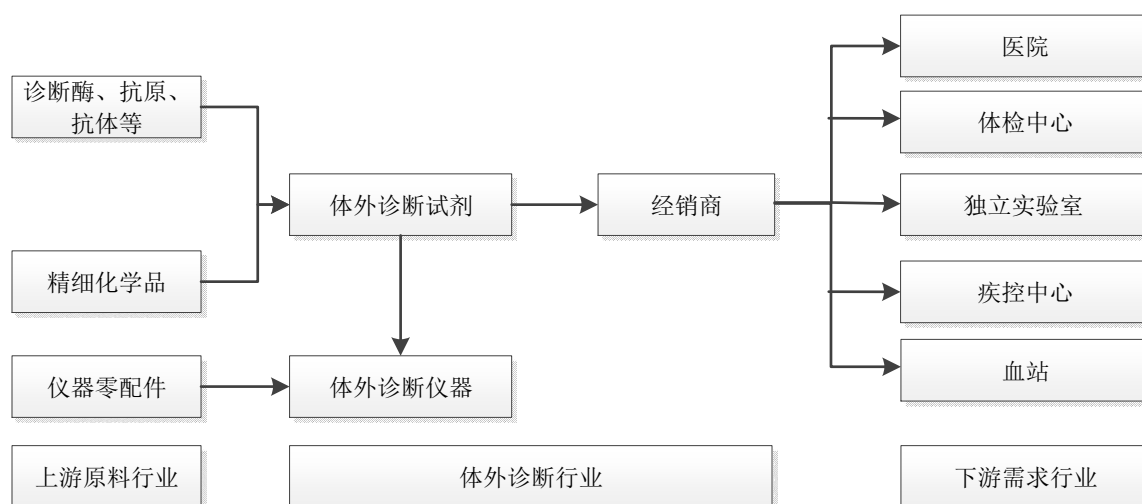 医院
诊断酶、抗原、
抗体等
体检中心
体外诊断试剂
经销商
独立实验室
精细化学品
疾控中心
仪器零配件
体外诊断仪器
血站
上游原料行业
体外诊断行业
下游需求行业